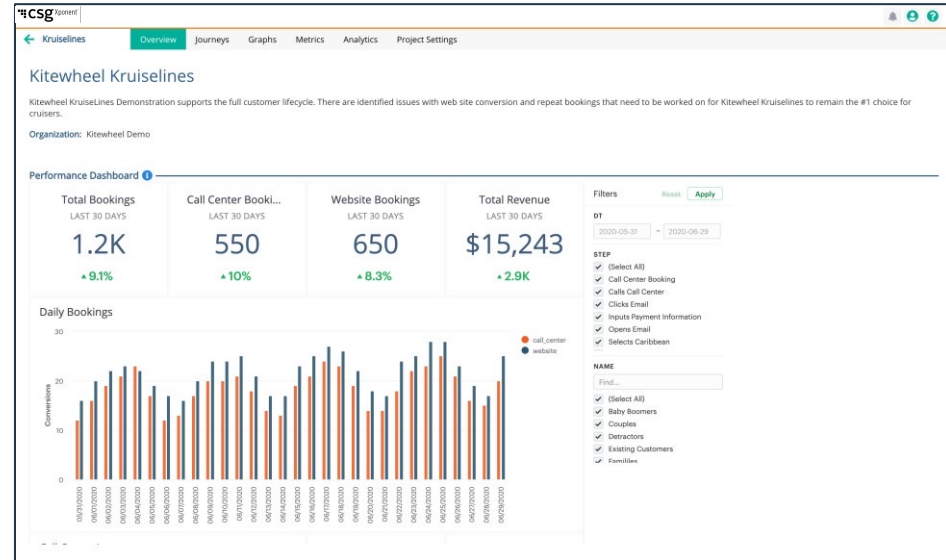 csg Xponent
Kruiselines
Overview Journeys Graphs Metrics Analytics Project Settings
Kitewheel Kruiselines
Kitewheel KruiseLines Demonstration supports the full customer lifecycle. There are identified issues with web site conversion and repeat bookings that need to be worked on for Kitewheel Kruiselines to remain the #1 choice for
cruisers.
Organization: Kitewheel Demo
Performance Dashboard
Total Bookings
LAST 30 DAYS
1.2K
9.1%
Call Center Booki...
LAST 30 DAYS
550
10%
Website Bookings
LAST 30 DAYS
650
8.3%
Total Revenue
LAST 30 DAYS
$15,243
2.9K
Daily Bookings
30
20
10
0
Conversions
call_center
website
05/31/2020
06/01/2020
06/02/2020
06/03/2020
06/04/2020
06/05/2020
06/06/2020
06/07/2020
06/08/2020
06/09/2020
06/10/2020
06/11/2020
06/12/2020
06/13/2020
06/14/2020
06/15/2020
06/16/2020
06/17/2020
06/18/2020
06/19/2020
06/20/2020
06/21/2020
06/22/2020
06/23/2020
06/24/2020
06/25/2020
06/26/2020
06/27/2020
06/28/2020
06/29/2020
Filters Reset Apply
DT
2020-05-31 - 2020-06-29
STEP
(Select All)
Call Center Booking
Calls Call Center
Clicks Email
Inputs Payment Information
Opens Email
Selects Caribbean
NAME
Find...
(Select All)
Baby Boomers
Couples
Detractors
Existing Customers